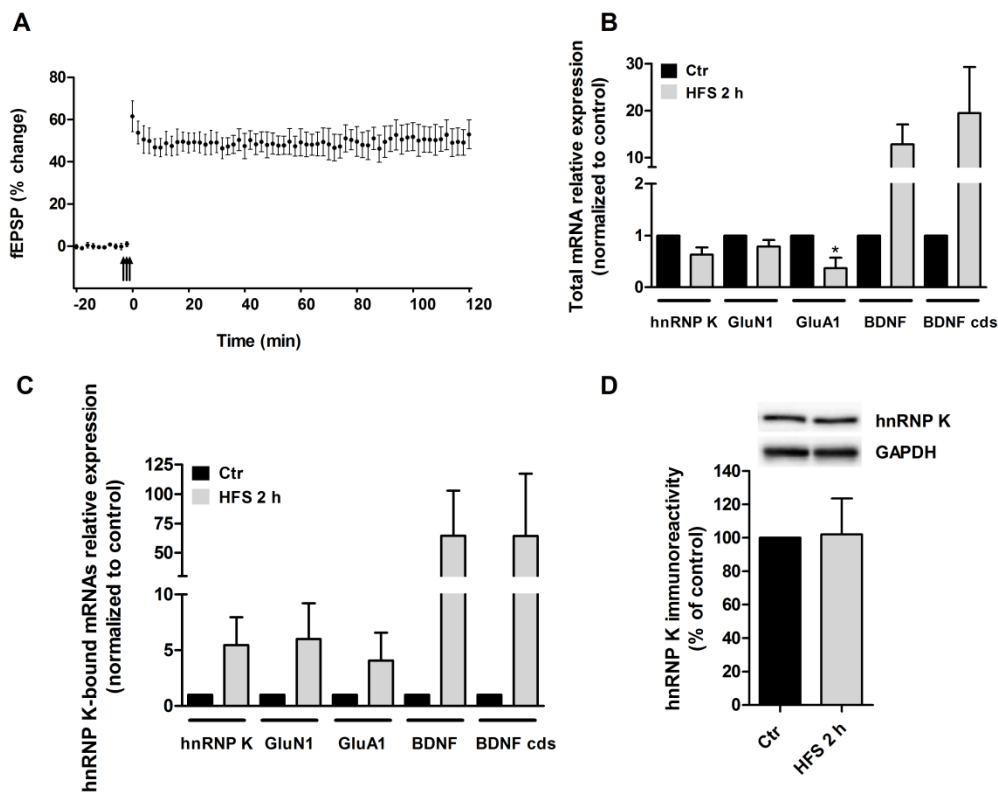 A
fEPSP (% change)
80
60
40
20
0
-20 0 20 40 60 80 100 120
Time (min)
B
Total mRNA relative expression
(normalized to control)
Ctr
HFS 2 h
30
20
10
2
1
0
*
hnRNP K GluN1 GluA1 BDNF BDNF cds
C
hnRNP K-bound mRNAs relative expression
(normalized to control)
Ctr
HFS 2 h
125
100
75
50
10
5
0
hnRNP K GluN1 GluA1 BDNF BDNF cds
D
hnRNP K
GAPDH
hnRNP K immunoreactivity
(% of control)
140
120
100
80
60
40
20
0
Ctr
HFS 2 h